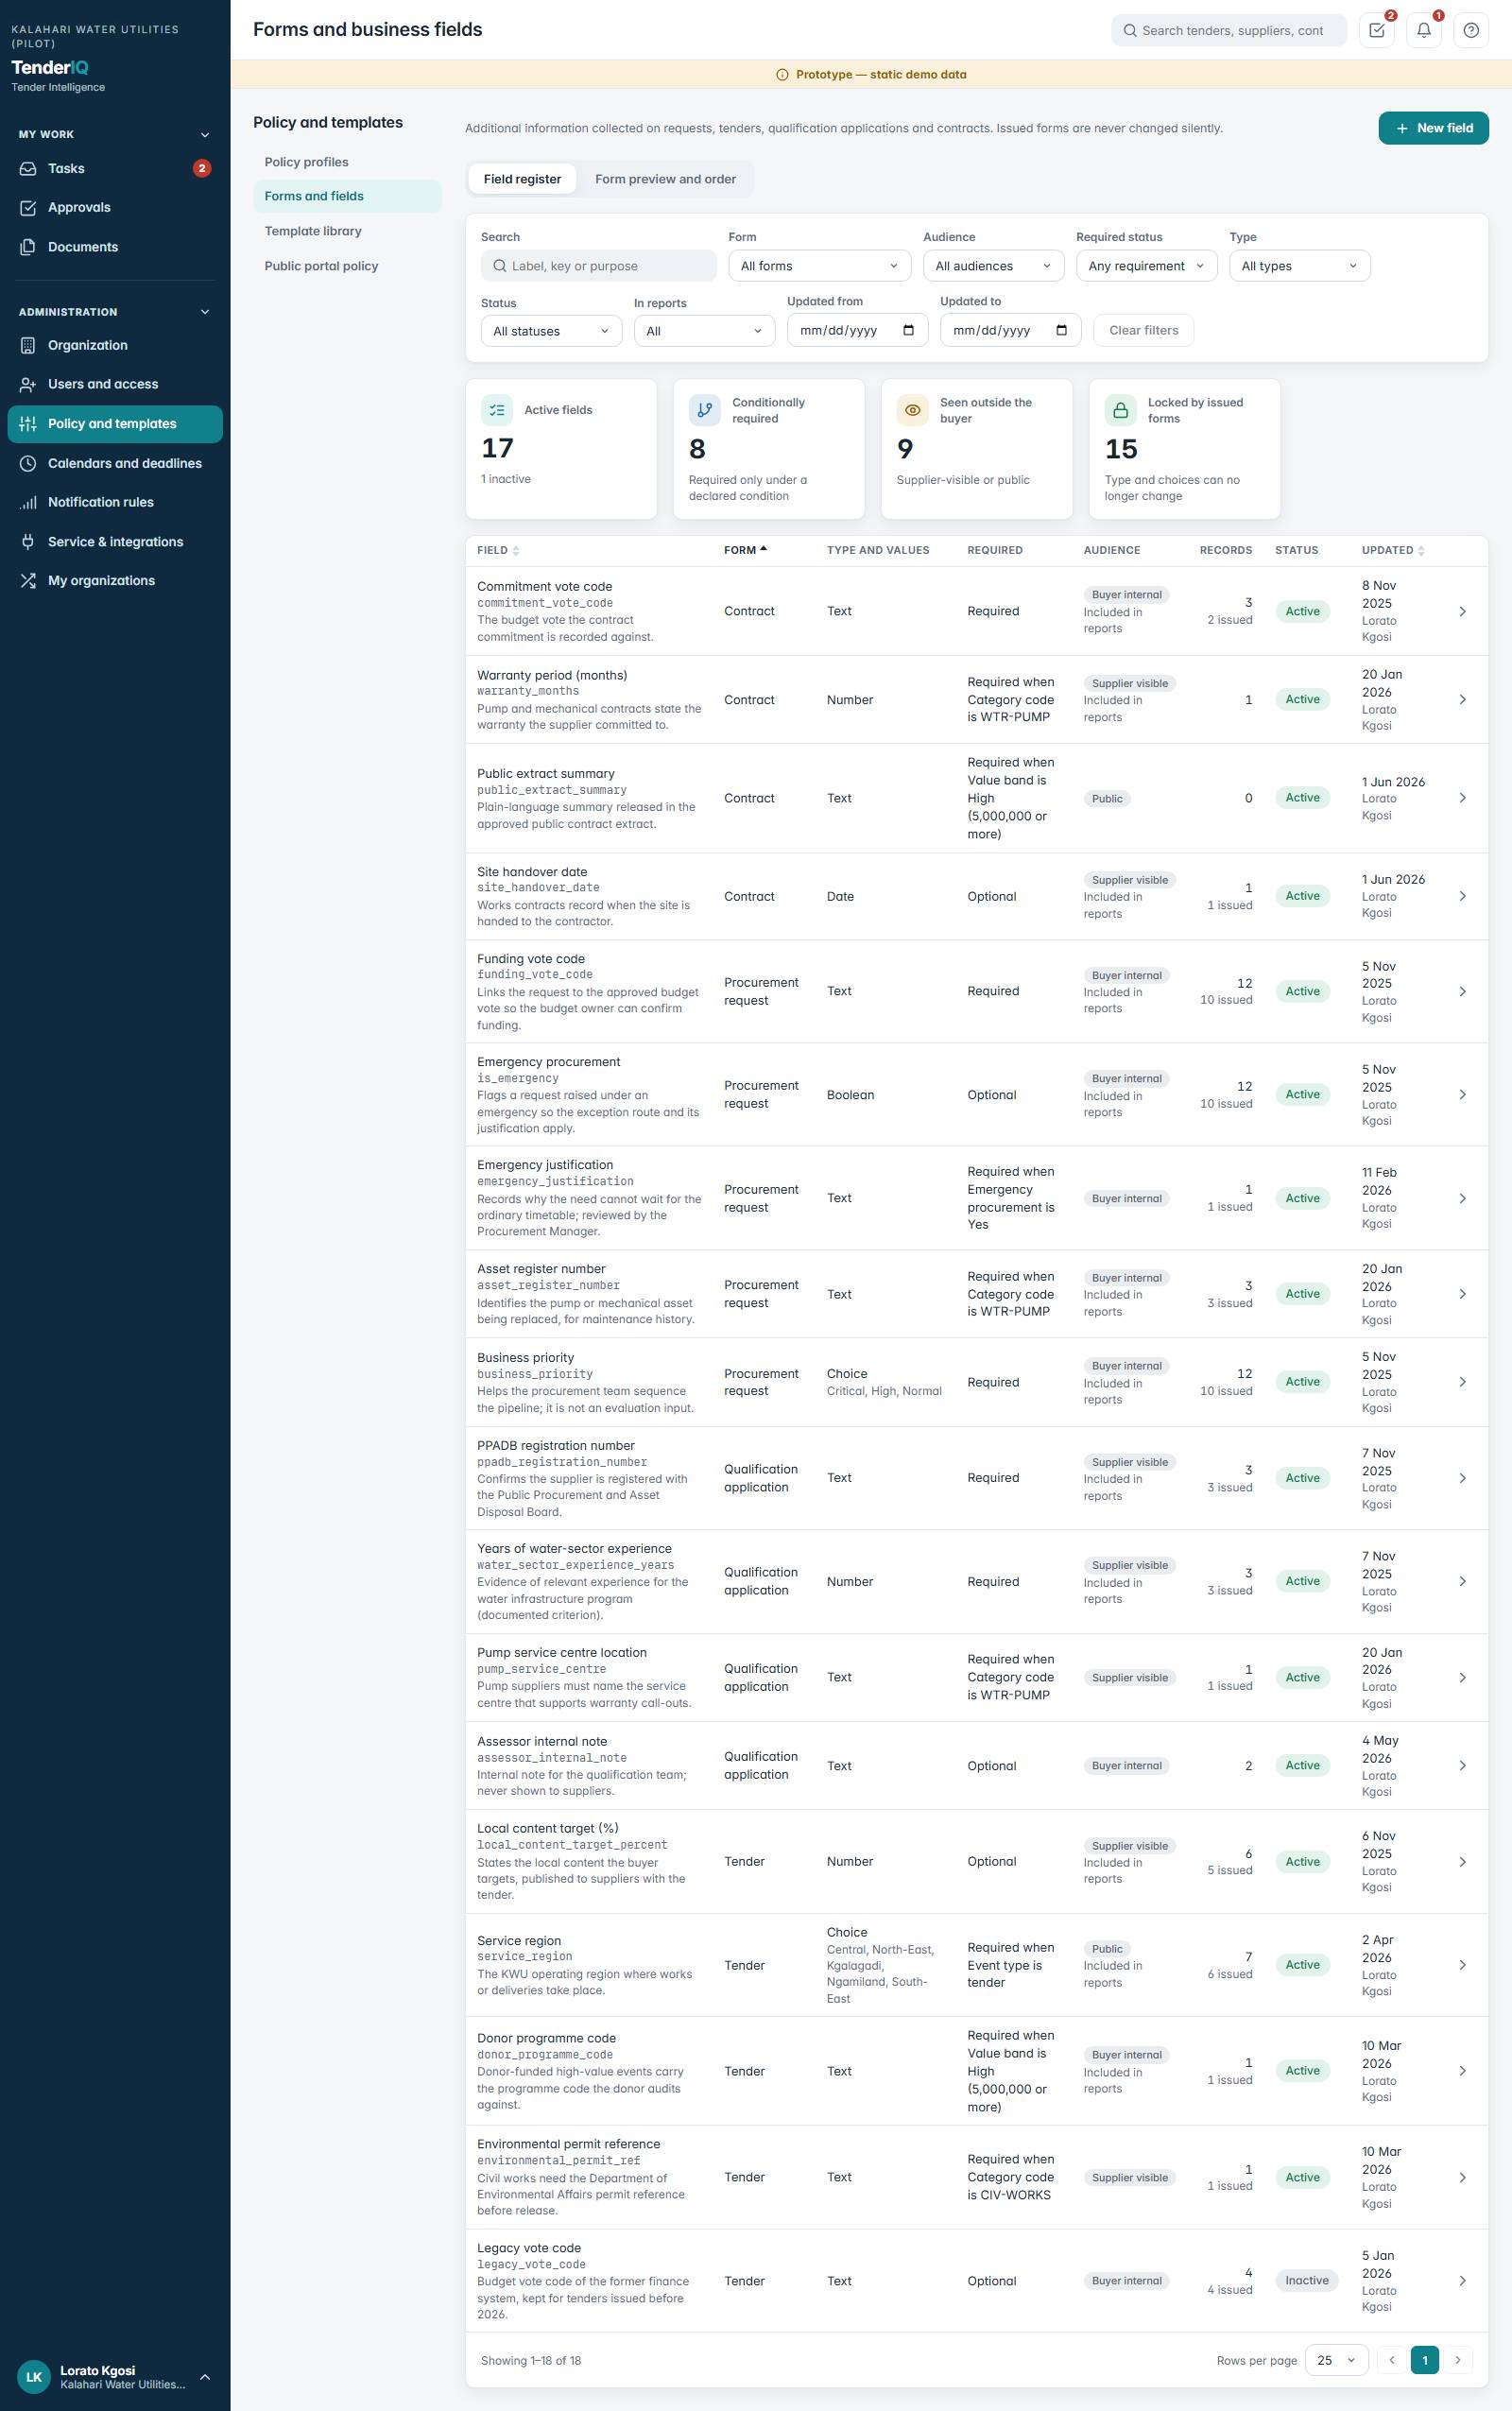 KALAHARI WATER UTILITIES
(PILOT)
TenderIQ
Tender Intelligence
MY WORK
Tasks
2
Approvals
Documents
ADMINISTRATION
Organization
Users and access
Policy and templates
Calendars and deadlines
Notification rules
Service & integrations
My organizations
LK
Lorato Kgosi
Kalahari Water Utilities...
Forms and business fields
Search tenders, suppliers, cont
2
1
Prototype — static demo data
Policy and templates
Policy profiles
Forms and fields
Template library
Public portal policy
Additional information collected on requests, tenders, qualification applications and contracts. Issued forms are never changed silently.
New field
Field register
Form preview and order
Search
Form
Audience
Required status
Type
Label, key or purpose
All forms
All audiences
Any requirement
All types
Status
In reports
Updated from
Updated to
All statuses
All
mm/dd/yyyy
mm/dd/yyyy
Clear filters
Active fields
17
1 inactive
Conditionally
required
8
Required only under a
declared condition
Seen outside the
buyer
9
Supplier-visible or public
Locked by issued
forms
15
Type and choices can no
longer change
FIELD
FORM
TYPE AND VALUES
REQUIRED
AUDIENCE
RECORDS
STATUS
UPDATED
Commitment vote code
commitment_vote_code
The budget vote the contract
commitment is recorded against.
Contract
Text
Required
Buyer internal
Included in
reports
3
2 issued
Active
8 Nov
2025
Lorato
Kgosi
Warranty period (months)
warranty_months
Pump and mechanical contracts state the
warranty the supplier committed to.
Contract
Number
Required when
Category code
is WTR-PUMP
Supplier visible
Included in
reports
1
Active
20 Jan
2026
Lorato
Kgosi
Public extract summary
public_extract_summary
Plain-language summary released in the
approved public contract extract.
Contract
Text
Required when
Value band is
High
(5,000,000 or
more)
Public
0
Active
1 Jun 2026
Lorato
Kgosi
Site handover date
site_handover_date
Works contracts record when the site is
handed to the contractor.
Contract
Date
Optional
Supplier visible
Included in
reports
1
1 issued
Active
1 Jun 2026
Lorato
Kgosi
Funding vote code
funding_vote_code
Links the request to the approved budget
vote so the budget owner can confirm
funding.
Procurement
request
Text
Required
Buyer internal
Included in
reports
12
10 issued
Active
5 Nov
2025
Lorato
Kgosi
Emergency procurement
is_emergency
Flags a request raised under an
emergency so the exception route and its
justification apply.
Procurement
request
Boolean
Optional
Buyer internal
Included in
reports
12
10 issued
Active
5 Nov
2025
Lorato
Kgosi
Emergency justification
emergency_justification
Records why the need cannot wait for the
ordinary timetable; reviewed by the
Procurement Manager.
Procurement
request
Text
Required when
Emergency
procurement is
Yes
Buyer internal
1
1 issued
Active
11 Feb
2026
Lorato
Kgosi
Asset register number
asset_register_number
Identifies the pump or mechanical asset
being replaced, for maintenance history.
Procurement
request
Text
Required when
Category code
is WTR-PUMP
Buyer internal
Included in
reports
3
3 issued
Active
20 Jan
2026
Lorato
Kgosi
Business priority
business_priority
Helps the procurement team sequence
the pipeline; it is not an evaluation input.
Procurement
request
Choice
Critical, High, Normal
Required
Buyer internal
Included in
reports
12
10 issued
Active
5 Nov
2025
Lorato
Kgosi
PPADB registration number
ppadb_registration_number
Confirms the supplier is registered with
the Public Procurement and Asset
Disposal Board.
Qualification
application
Text
Required
Supplier visible
Included in
reports
3
3 issued
Active
7 Nov
2025
Lorato
Kgosi
Years of water-sector experience
water_sector_experience_years
Evidence of relevant experience for the
water infrastructure program
(documented criterion).
Qualification
application
Number
Required
Supplier visible
Included in
reports
3
3 issued
Active
7 Nov
2025
Lorato
Kgosi
Pump service centre location
pump_service_centre
Pump suppliers must name the service
centre that supports warranty call-outs.
Qualification
application
Text
Required when
Category code
is WTR-PUMP
Supplier visible
1
1 issued
Active
20 Jan
2026
Lorato
Kgosi
Assessor internal note
assessor_internal_note
Internal note for the qualification team;
never shown to suppliers.
Qualification
application
Text
Optional
Buyer internal
2
Active
4 May
2026
Lorato
Kgosi
Local content target (%)
local_content_target_percent
States the local content the buyer
targets, published to suppliers with the
tender.
Tender
Number
Optional
Supplier visible
Included in
reports
6
5 issued
Active
6 Nov
2025
Lorato
Kgosi
Service region
service_region
The KWU operating region where works
or deliveries take place.
Tender
Choice
Central, North-East,
Kgalagadi,
Ngamiland, South-
East
Required when
Event type is
tender
Public
Included in
reports
7
6 issued
Active
2 Apr
2026
Lorato
Kgosi
Donor programme code
donor_programme_code
Donor-funded high-value events carry
the programme code the donor audits
against.
Tender
Text
Required when
Value band is
High
(5,000,000 or
more)
Buyer internal
Included in
reports
1
1 issued
Active
10 Mar
2026
Lorato
Kgosi
Environmental permit reference
environmental_permit_ref
Civil works need the Department of
Environmental Affairs permit reference
before release.
Tender
Text
Required when
Category code
is CIV-WORKS
Supplier visible
1
1 issued
Active
10 Mar
2026
Lorato
Kgosi
Legacy vote code
legacy_vote_code
Budget vote code of the former finance
system, kept for tenders issued before
2026.
Tender
Text
Optional
Buyer internal
4
4 issued
Inactive
5 Jan
2026
Lorato
Kgosi
Showing 1–18 of 18
Rows per page
25
1